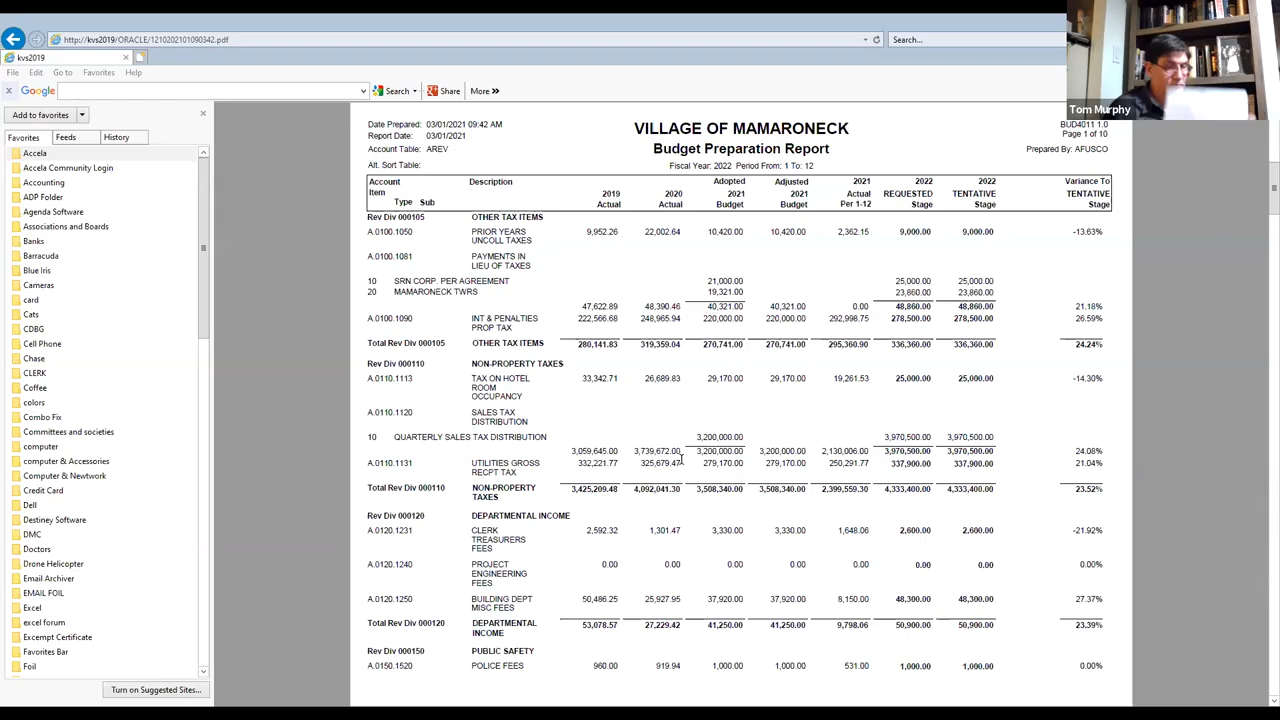 http://kvs2019/ORACLE/1210202101090342.pdf
Search...
kvs2019
File Edit Go to Favorites Help
Google Search Share More »
Add to favorites
Favorites Feeds History
Accela
Accela Community Login
Accounting
ADP Folder
Agenda Software
Associations and Boards
Banks
Barracuda
Blue Iris
Cameras
card
Cats
CDBG
Cell Phone
Chase
CLERK
Coffee
colors
Combo Fix
Committees and societies
computer
computer & Accessories
Computer & Newtwork
Credit Card
Dell
Destiney Software
DMC
Doctors
Drone Helicopter
Email Archiver
EMAIL FOIL
Excel
excel forum
Excempt Certificate
Favorites Bar
Foil
Turn on Suggested Sites...
Tom Murphy
Date Prepared: 03/01/2021 09:42 AM
Report Date: 03/01/2021
Account Table: AREV
Alt. Sort Table:
VILLAGE OF MAMARONECK
Budget Preparation Report
Fiscal Year: 2022 Period From: 1 To: 12
BUD4011 1.0
Page 1 of 10
Prepared By: AFUSCO
Account Description Adopted Adjusted 2021 2022 2022 Variance To
Item 2019 2020 2021 2021 Actual REQUESTED TENTATIVE TENTATIVE
Type Sub Actual Actual Budget Budget Per 1-12 Stage Stage Stage
Rev Div 000105 OTHER TAX ITEMS
A.0100.1050 PRIOR YEARS 9,952.26 22,002.64 10,420.00 10,420.00 2,362.15 9,000.00 9,000.00 -13.63%
UNCOLL TAXES
A.0100.1081 PAYMENTS IN
LIEU OF TAXES
10 SRN CORP. PER AGREEMENT 21,000.00 25,000.00 25,000.00
20 MAMARONECK TWRS 19,321.00 23,860.00 23,860.00
47,622.89 48,390.46 40,321.00 40,321.00 0.00 48,860.00 48,860.00 21.18%
A.0100.1090 INT & PENALTIES 222,566.68 248,965.94 220,000.00 220,000.00 292,998.75 278,500.00 278,500.00 26.59%
PROP TAX
Total Rev Div 000105 OTHER TAX ITEMS 280,141.83 319,359.04 270,741.00 270,741.00 295,360.90 336,360.00 336,360.00 24.24%
Rev Div 000110 NON-PROPERTY TAXES
A.0110.1113 TAX ON HOTEL 33,342.71 26,689.83 29,170.00 29,170.00 19,261.53 25,000.00 25,000.00 -14.30%
ROOM
OCCUPANCY
A.0110.1120 SALES TAX
DISTRIBUTION
10 QUARTERLY SALES TAX DISTRIBUTION 3,200,000.00 3,970,500.00 3,970,500.00
3,059,645.00 3,739,672.00 3,200,000.00 3,200,000.00 2,130,006.00 3,970,500.00 3,970,500.00 24.08%
A.0110.1131 UTILITIES GROSS 332,221.77 325,679.47 279,170.00 279,170.00 250,291.77 337,900.00 337,900.00 21.04%
RECPT TAX
Total Rev Div 000110 NON-PROPERTY 3,425,209.48 4,092,041.30 3,508,340.00 3,508,340.00 2,399,559.30 4,333,400.00 4,333,400.00 23.52%
TAXES
Rev Div 000120 DEPARTMENTAL INCOME
A.0120.1231 CLERK 2,592.32 1,301.47 3,330.00 3,330.00 1,648.06 2,600.00 2,600.00 -21.92%
TREASURERS
FEES
A.0120.1240 PROJECT 0.00 0.00 0.00 0.00 0.00 0.00 0.00 0.00%
ENGINEERING
FEES
A.0120.1250 BUILDING DEPT 50,486.25 25,927.95 37,920.00 37,920.00 8,150.00 48,300.00 48,300.00 27.37%
MISC FEES
Total Rev Div 000120 DEPARTMENTAL 53,078.57 27,229.42 41,250.00 41,250.00 9,798.06 50,900.00 50,900.00 23.39%
INCOME
Rev Div 000150 PUBLIC SAFETY
A.0150.1520 POLICE FEES 960.00 919.94 1,000.00 1,000.00 531.00 1,000.00 1,000.00 0.00%